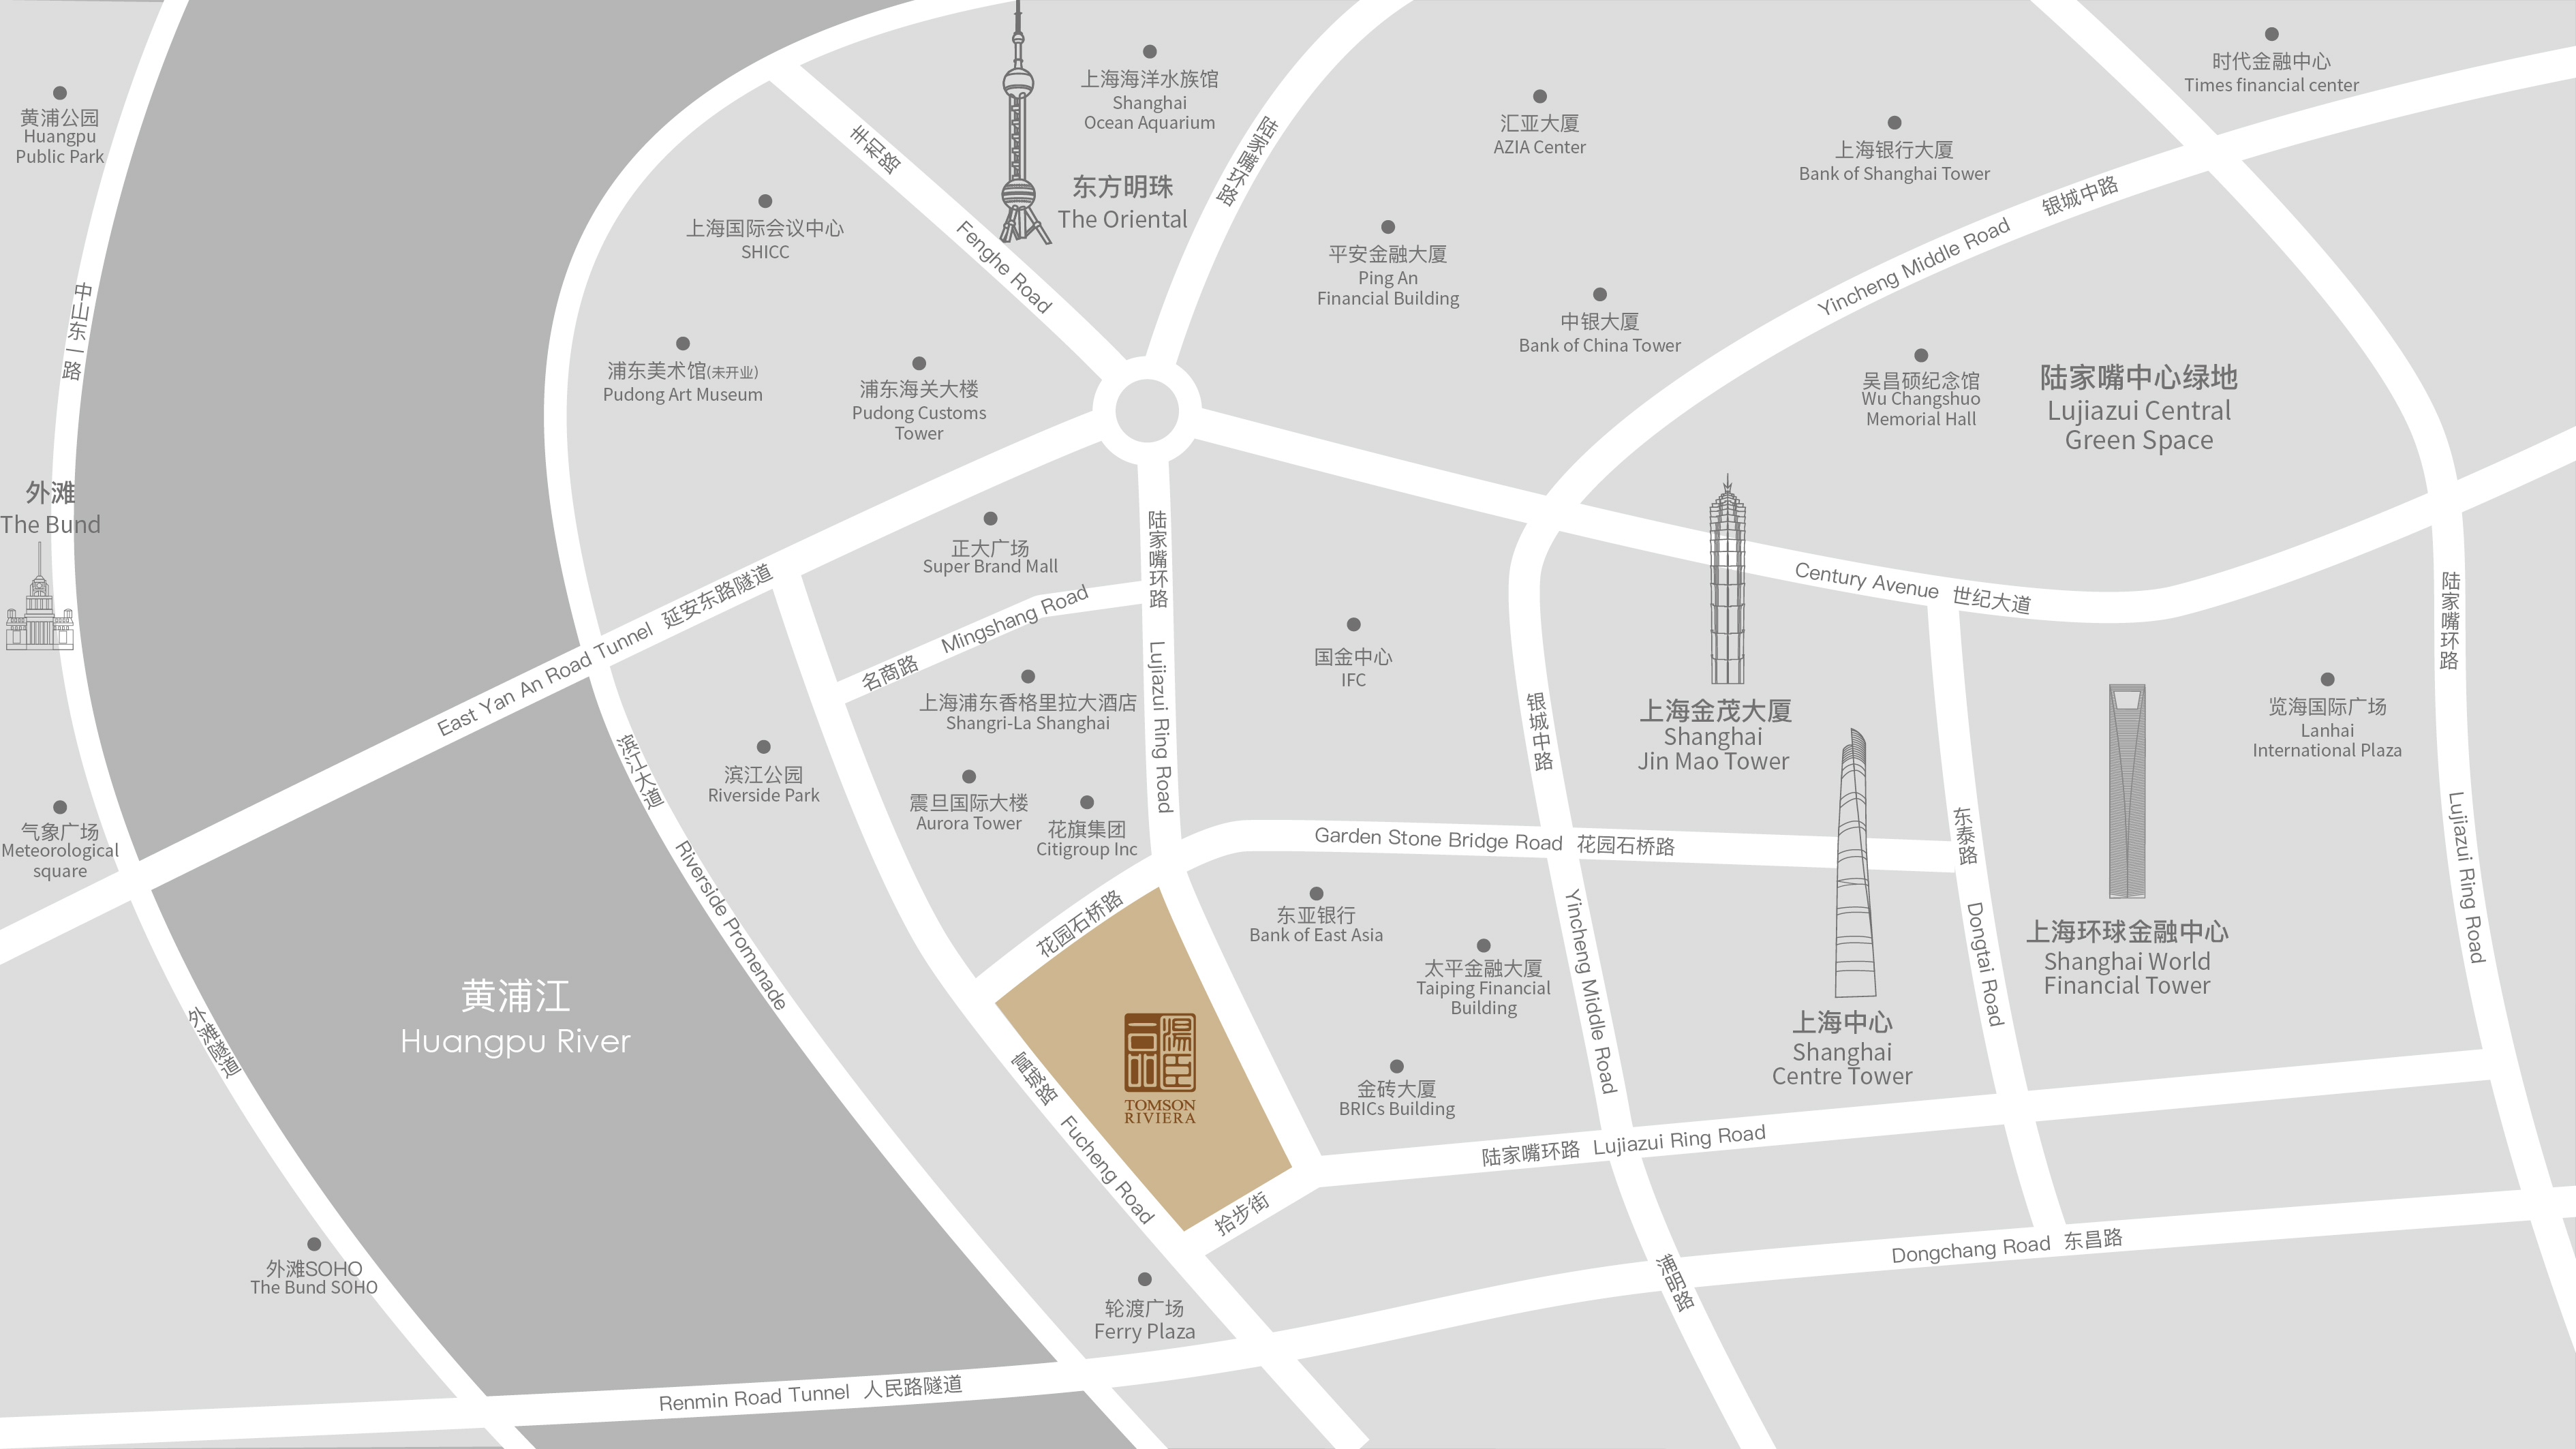 黄浦公园
Huangpu
Public Park
中山东一路
外滩
The Bund
气象广场
Meteorological
square
外滩隧道
外滩SOHO
The Bund SOHO
黄浦江
Huangpu River
East Yan An Road Tunnel 延安东路隧道
滨江大道
Riverside Promenade
Renmin Road Tunnel 人民路隧道
上海海洋水族馆
Shanghai
Ocean Aquarium
东方明珠
The Oriental
丰和路
Fenghe Road
陆家嘴环路
上海国际会议中心
SHICC
浦东美术馆(未开业)
Pudong Art Museum
浦东海关大楼
Pudong Customs
Tower
汇亚大厦
AZIA Center
平安金融大厦
Ping An
Financial Building
中银大厦
Bank of China Tower
上海银行大厦
Bank of Shanghai Tower
时代金融中心
Times financial center
Yincheng Middle Road 银城中路
吴昌硕纪念馆
Wu Changshuo
Memorial Hall
陆家嘴中心绿地
Lujiazui Central
Green Space
正大广场
Super Brand Mall
名商路 Mingshang Road
陆家嘴环路 Lujiazui Ring Road
上海浦东香格里拉大酒店
Shangri-La Shanghai
滨江公园
Riverside Park
震旦国际大楼
Aurora Tower
花旗集团
Citigroup Inc
国金中心
IFC
Century Avenue 世纪大道
银城中路
Yincheng Middle Road
上海金茂大厦
Shanghai
Jin Mao Tower
Garden Stone Bridge Road 花园石桥路
东泰路
Dongtai Road
上海环球金融中心
Shanghai World
Financial Tower
览海国际广场
Lanhai
International Plaza
陆家嘴环路
Lujiazui Ring Road
花园石桥路
东亚银行
Bank of East Asia
太平金融大厦
Taiping Financial
Building
金砖大厦
BRICs Building
上海中心
Shanghai
Centre Tower
湯臣一品
TOMSON
RIVIERA
富城路 Fucheng Road
拾步街
陆家嘴环路 Lujiazui Ring Road
轮渡广场
Ferry Plaza
浦明路
Dongchang Road 东昌路